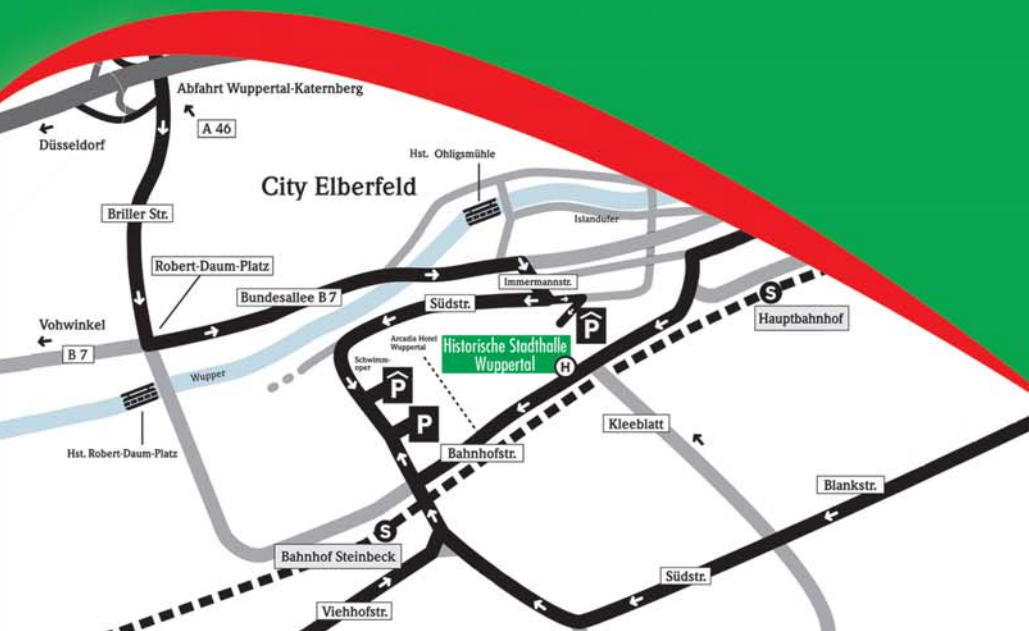 Abfahrt Wuppertal-Katernberg
A 46
Düsseldorf
Hst. Ohligsmühle
City Elberfeld
Briller Str.
Islandufer
Robert-Daum-Platz
Immermannstr.
Bundesallee B 7
Südstr.
S
Hauptbahnhof
Vohwinkel
B 7
P
Arcadia Hotel
Wuppertal
Historische Stadthalle
Wuppertal
H
Schwimm-
oper
Wupper
P
P
Kleeblatt
Hst. Robert-Daum-Platz
Bahnhofstr.
Blankstr.
S
Bahnhof Steinbeck
Südstr.
Viehhofstr.